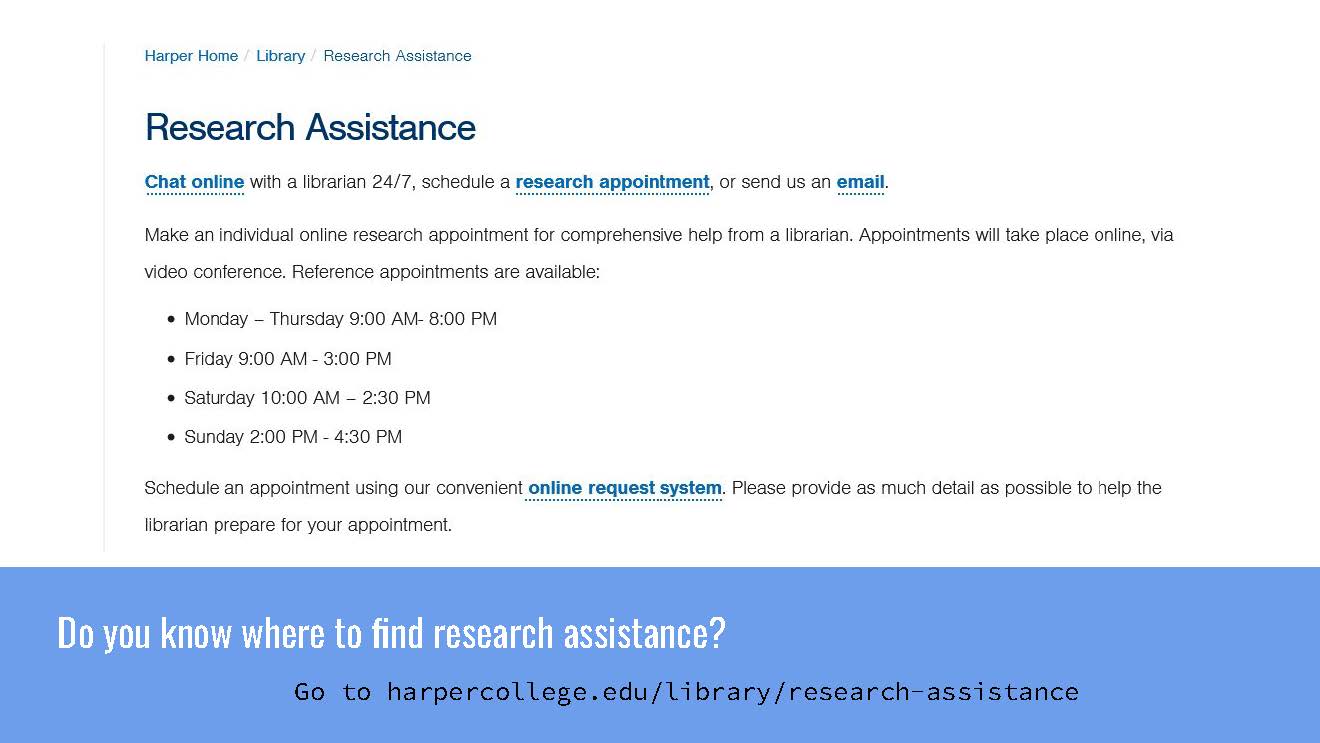 Harper Home / Library / Research Assistance
Research Assistance
Chat online with a librarian 24/7, schedule a research appointment, or send us an email.
Make an individual online research appointment for comprehensive help from a librarian. Appointments will take place online, via
video conference. Reference appointments are available:
• Monday – Thursday 9:00 AM- 8:00 PM
• Friday 9:00 AM - 3:00 PM
• Saturday 10:00 AM – 2:30 PM
• Sunday 2:00 PM - 4:30 PM
Schedule an appointment using our convenient online request system. Please provide as much detail as possible to help the
librarian prepare for your appointment.
Do you know where to find research assistance?
Go to harpercollege.edu/library/research-assistance